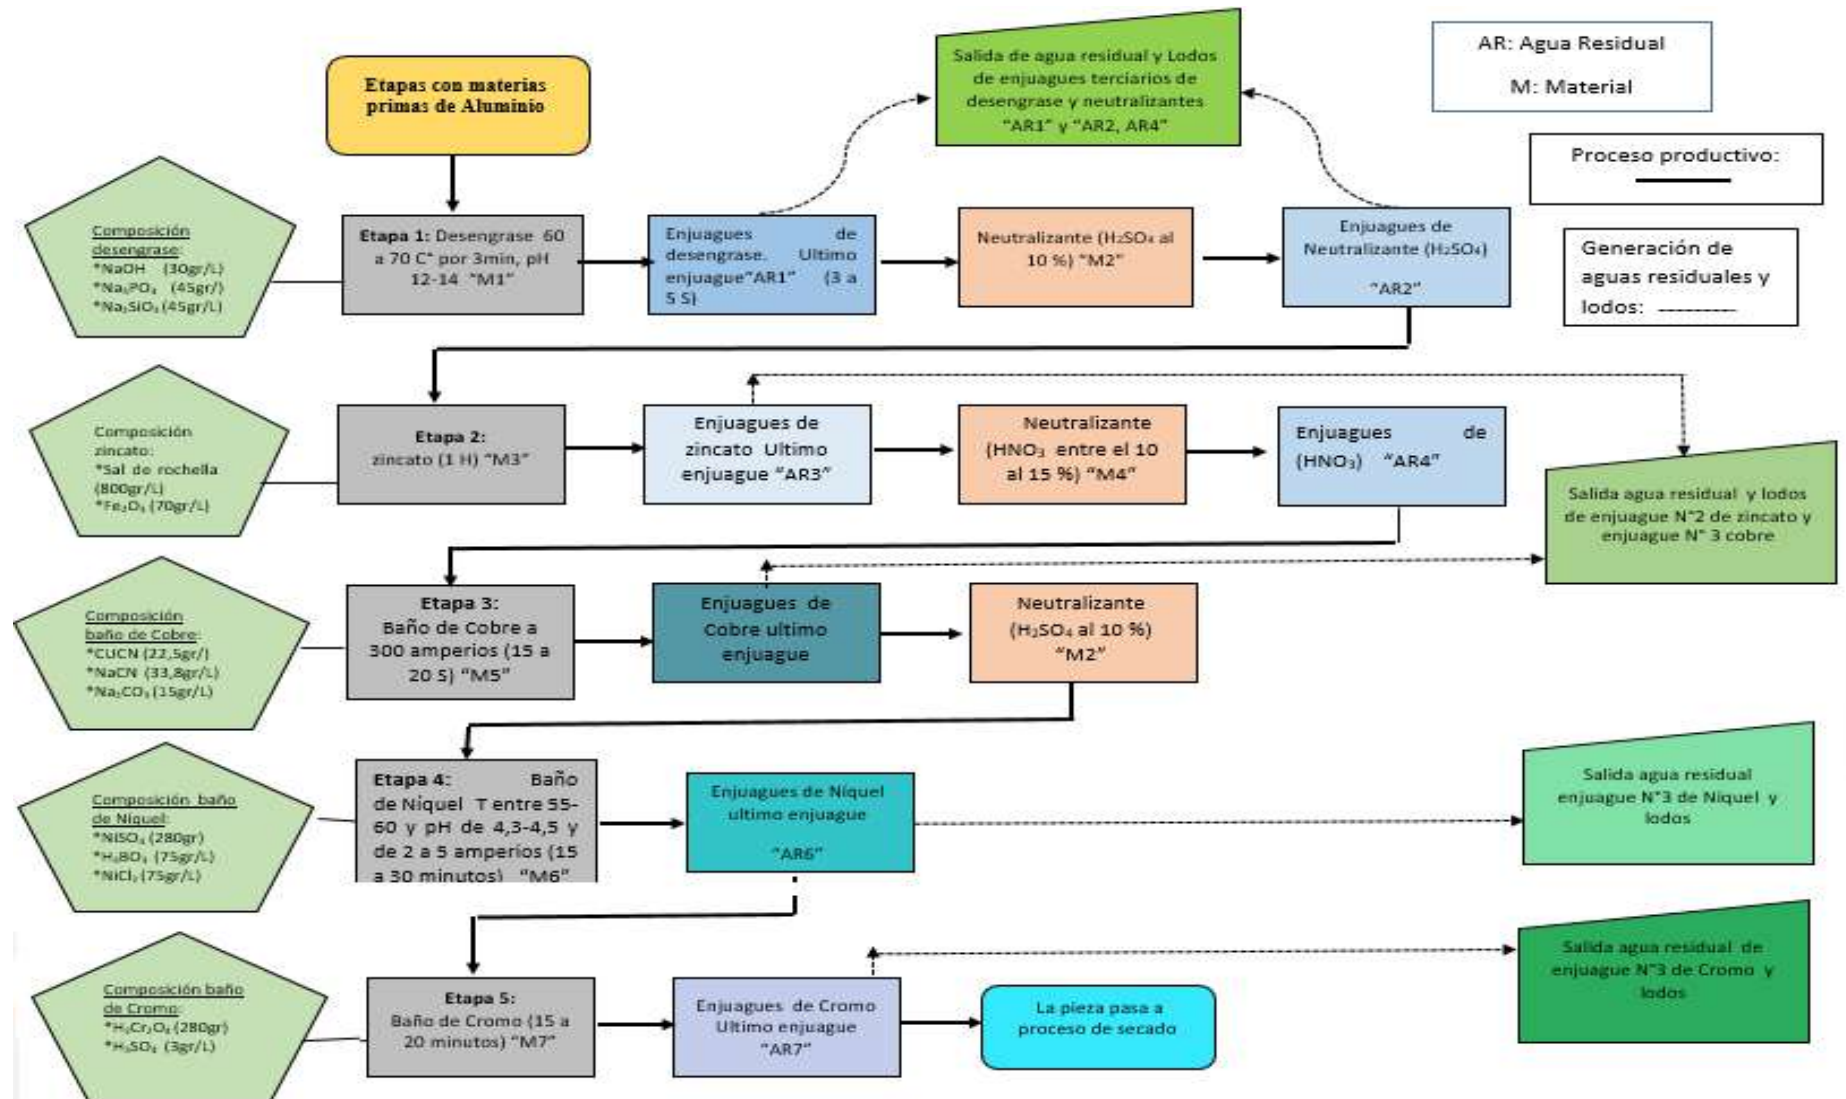 Etapas con materias
primas de Aluminio
Salida de agua residual y Lodos
de enjuagues terciarios de
desengrase y neutralizantes
"AR1" y "AR2, AR4"
AR: Agua Residual
M: Material
Proceso productivo:
Generación de
aguas residuales y
lodos:
Composición
desengrase:
*NaOH (30gr/L)
*Na₃PO₄ (45gr/)
*Na₂SiO₃ (45gr/L)
Etapa 1: Desengrase 60
a 70 C° por 3min, pH
12-14 "M1"
Enjuagues de
desengrase. Ultimo
enjuague"AR1" (3 a
5 S)
Neutralizante (H₂SO₄ al
10 %) "M2"
Enjuagues de
Neutralizante (H₂SO₄)
"AR2"
Composición
zincato:
*Sal de rochella
(800gr/L)
*Fe₂O₃ (70gr/L)
Etapa 2:
zincato (1 H) "M3"
Enjuagues de
zincato Ultimo
enjuague "AR3"
Neutralizante
(HNO₃ entre el 10
al 15 %) "M4"
Enjuagues de
(HNO₃) "AR4"
Salida agua residual y lodos
de enjuague N°2 de zincato y
enjuague N° 3 cobre
Composición
baño de Cobre:
*CUCN (22,5gr/)
*NaCN (33,8gr/L)
*Na₂CO₃ (15gr/L)
Etapa 3:
Baño de Cobre a
300 amperios (15 a
20 S) "M5"
Enjuagues de
Cobre ultimo
enjuague
Neutralizante
(H₂SO₄ al 10 %)
"M2"
Composición baño
de Niquel:
*NiSO₄ (280gr)
*H₃BO₃ (75gr/L)
*NiCl₂ (75gr/L)
Etapa 4: Baño
de Níquel T entre 55-
60 y pH de 4,3-4,5 y
de 2 a 5 amperios (15
a 30 minutos) "M6"
Enjuagues de Níquel
ultimo enjuague
"AR6"
Salida agua residual
enjuague N°3 de Niquel y
lodos
Composición baño
de Cromo:
*H₂Cr₂O₄ (280gr)
*H₂SO₄ (3gr/L)
Etapa 5:
Baño de Cromo (15 a
20 minutos) "M7"
Enjuagues de Cromo
Ultimo enjuague
"AR7"
La pieza pasa a
proceso de secado
Salida agua residual de
enjuague N°3 de Cromo y
lodos